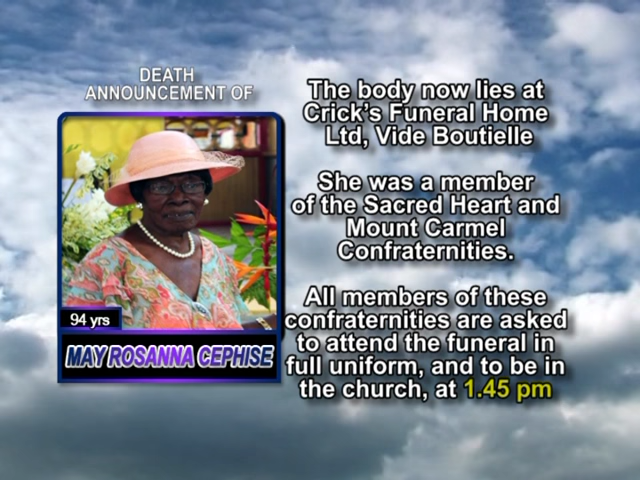 DEATH
ANNOUNCEMENT OF
94 yrs
MAY ROSANNA CEPHISE
The body now lies at
Crick's Funeral Home
Ltd, Vide Boutielle
She was a member
of the Sacred Heart and
Mount Carmel
Confraternities.
All members of these
confraternities are asked
to attend the funeral in
full uniform, and to be in
the church, at 1.45 pm